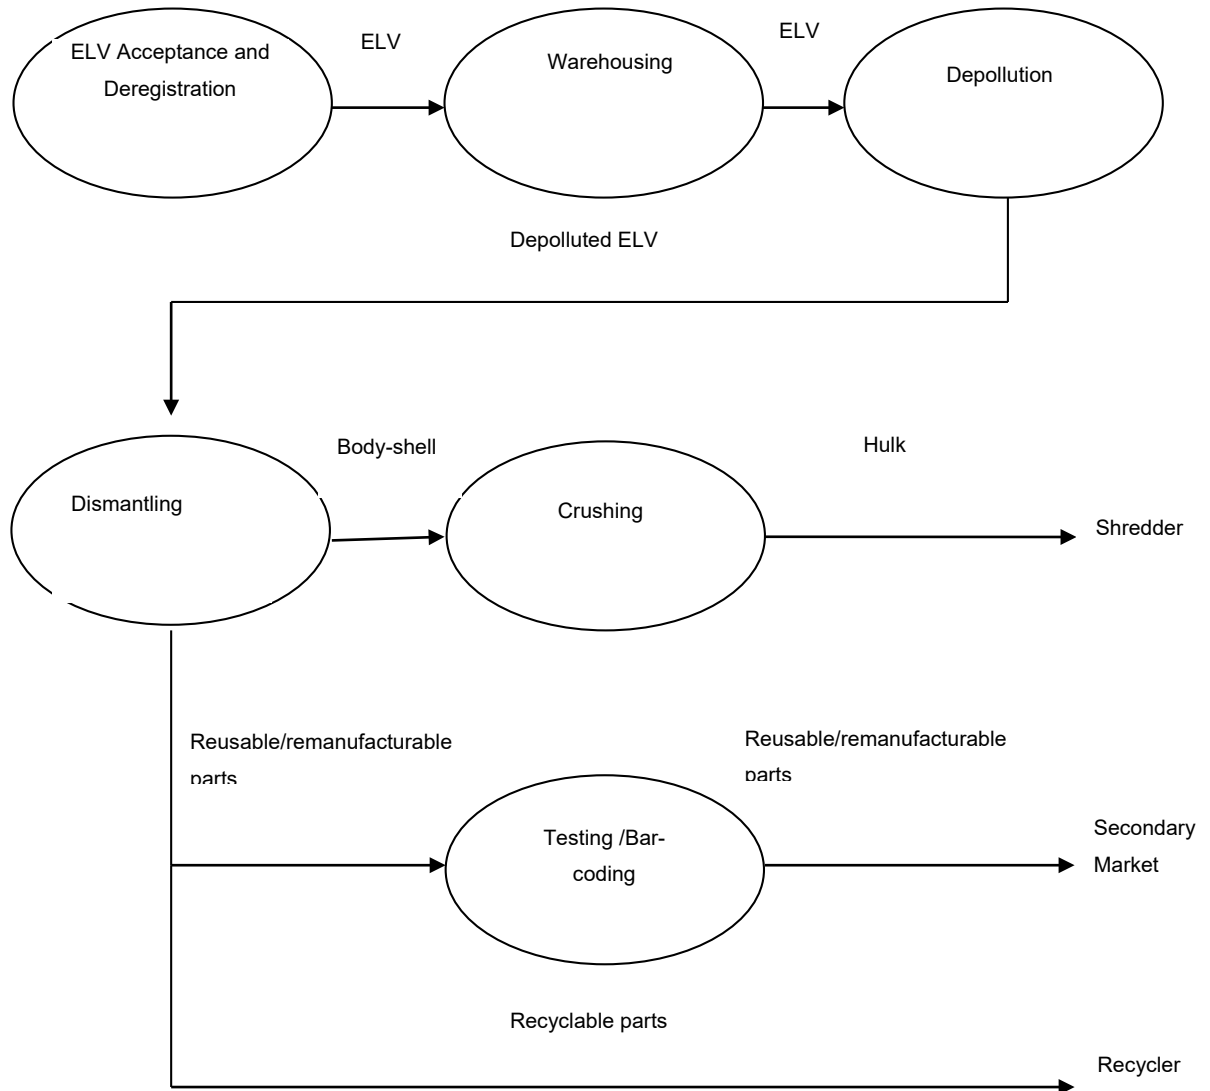 ELV Acceptance and
Deregistration
ELV
Warehousing
ELV
Depollution
Depolluted ELV
Dismantling
Body-shell
Crushing
Hulk
Shredder
Reusable/remanufacturable
parts
Testing /Bar-
coding
Reusable/remanufacturable
parts
Secondary
Market
Recyclable parts
Recycler